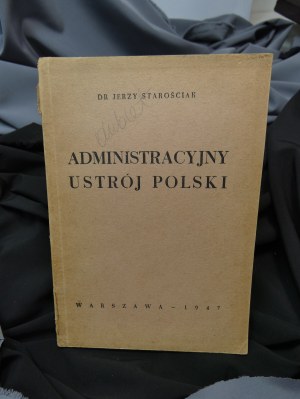 DR JERZY STAROŚCIAK
ADMINISTRACYJNY
USTRÓJ POLSKI
WARSZAWA – 1947